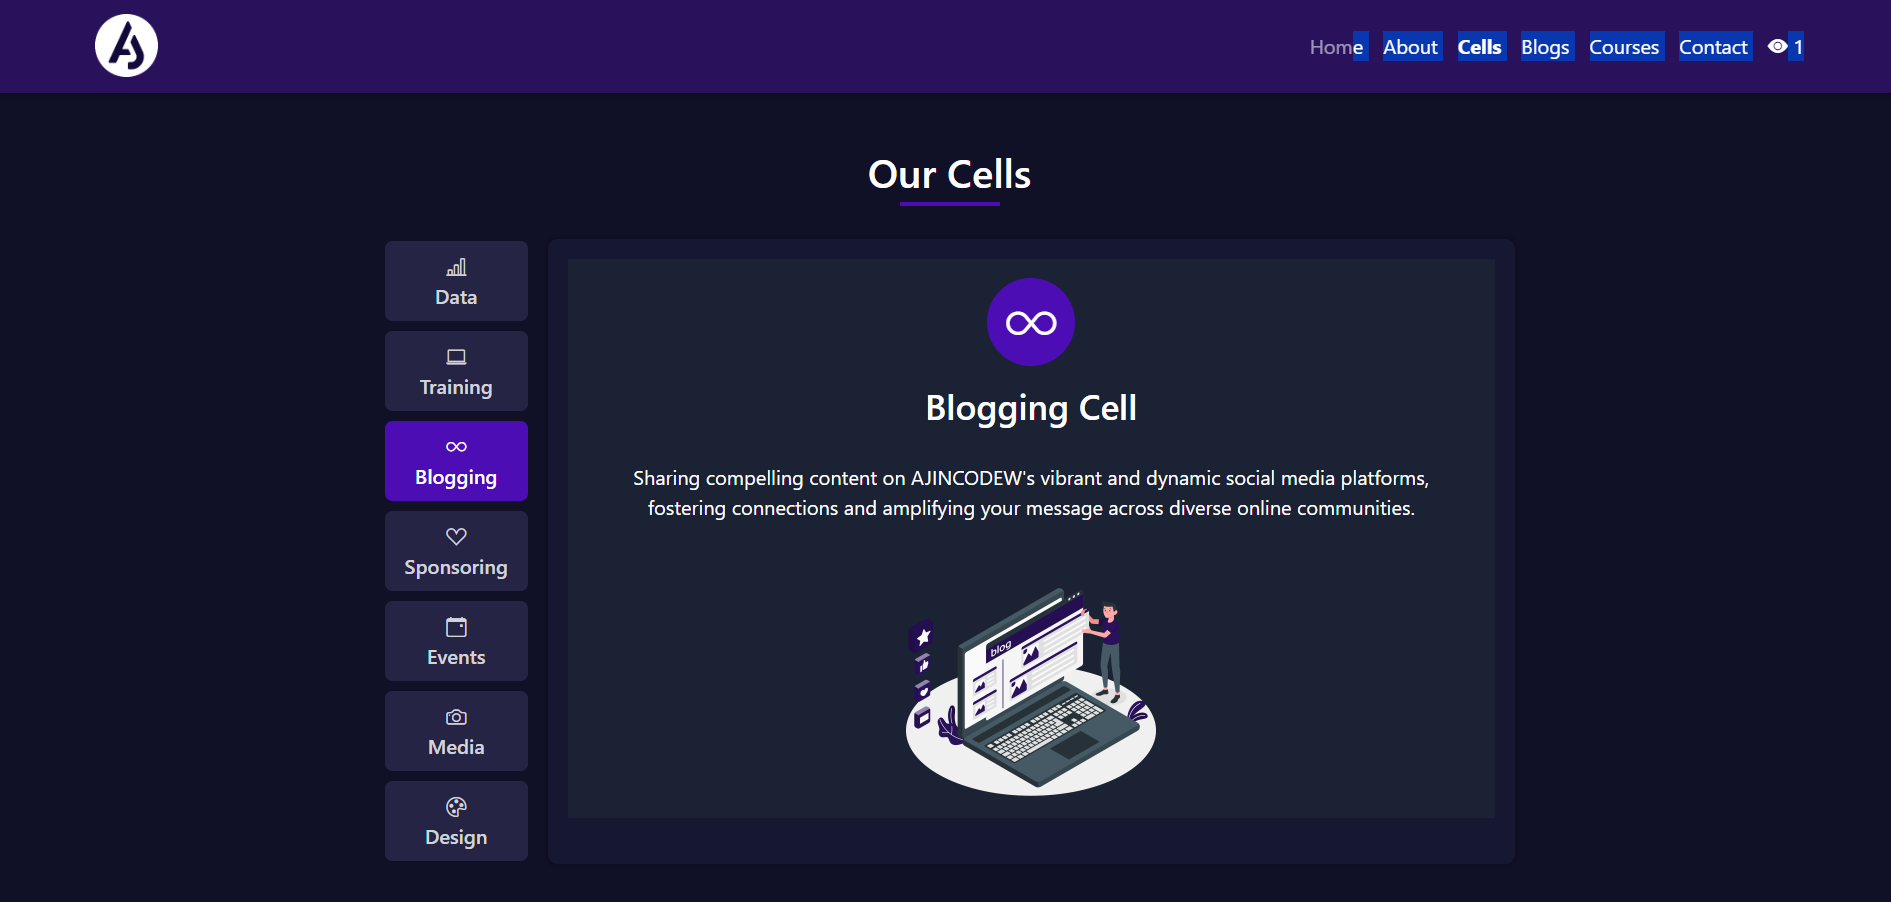 AJ
Home About Cells Blogs Courses Contact 1
Our Cells
Data
Training
Blogging
Sponsoring
Events
Media
Design
Blogging Cell
Sharing compelling content on AJINCODEW's vibrant and dynamic social media platforms,
fostering connections and amplifying your message across diverse online communities.
blog